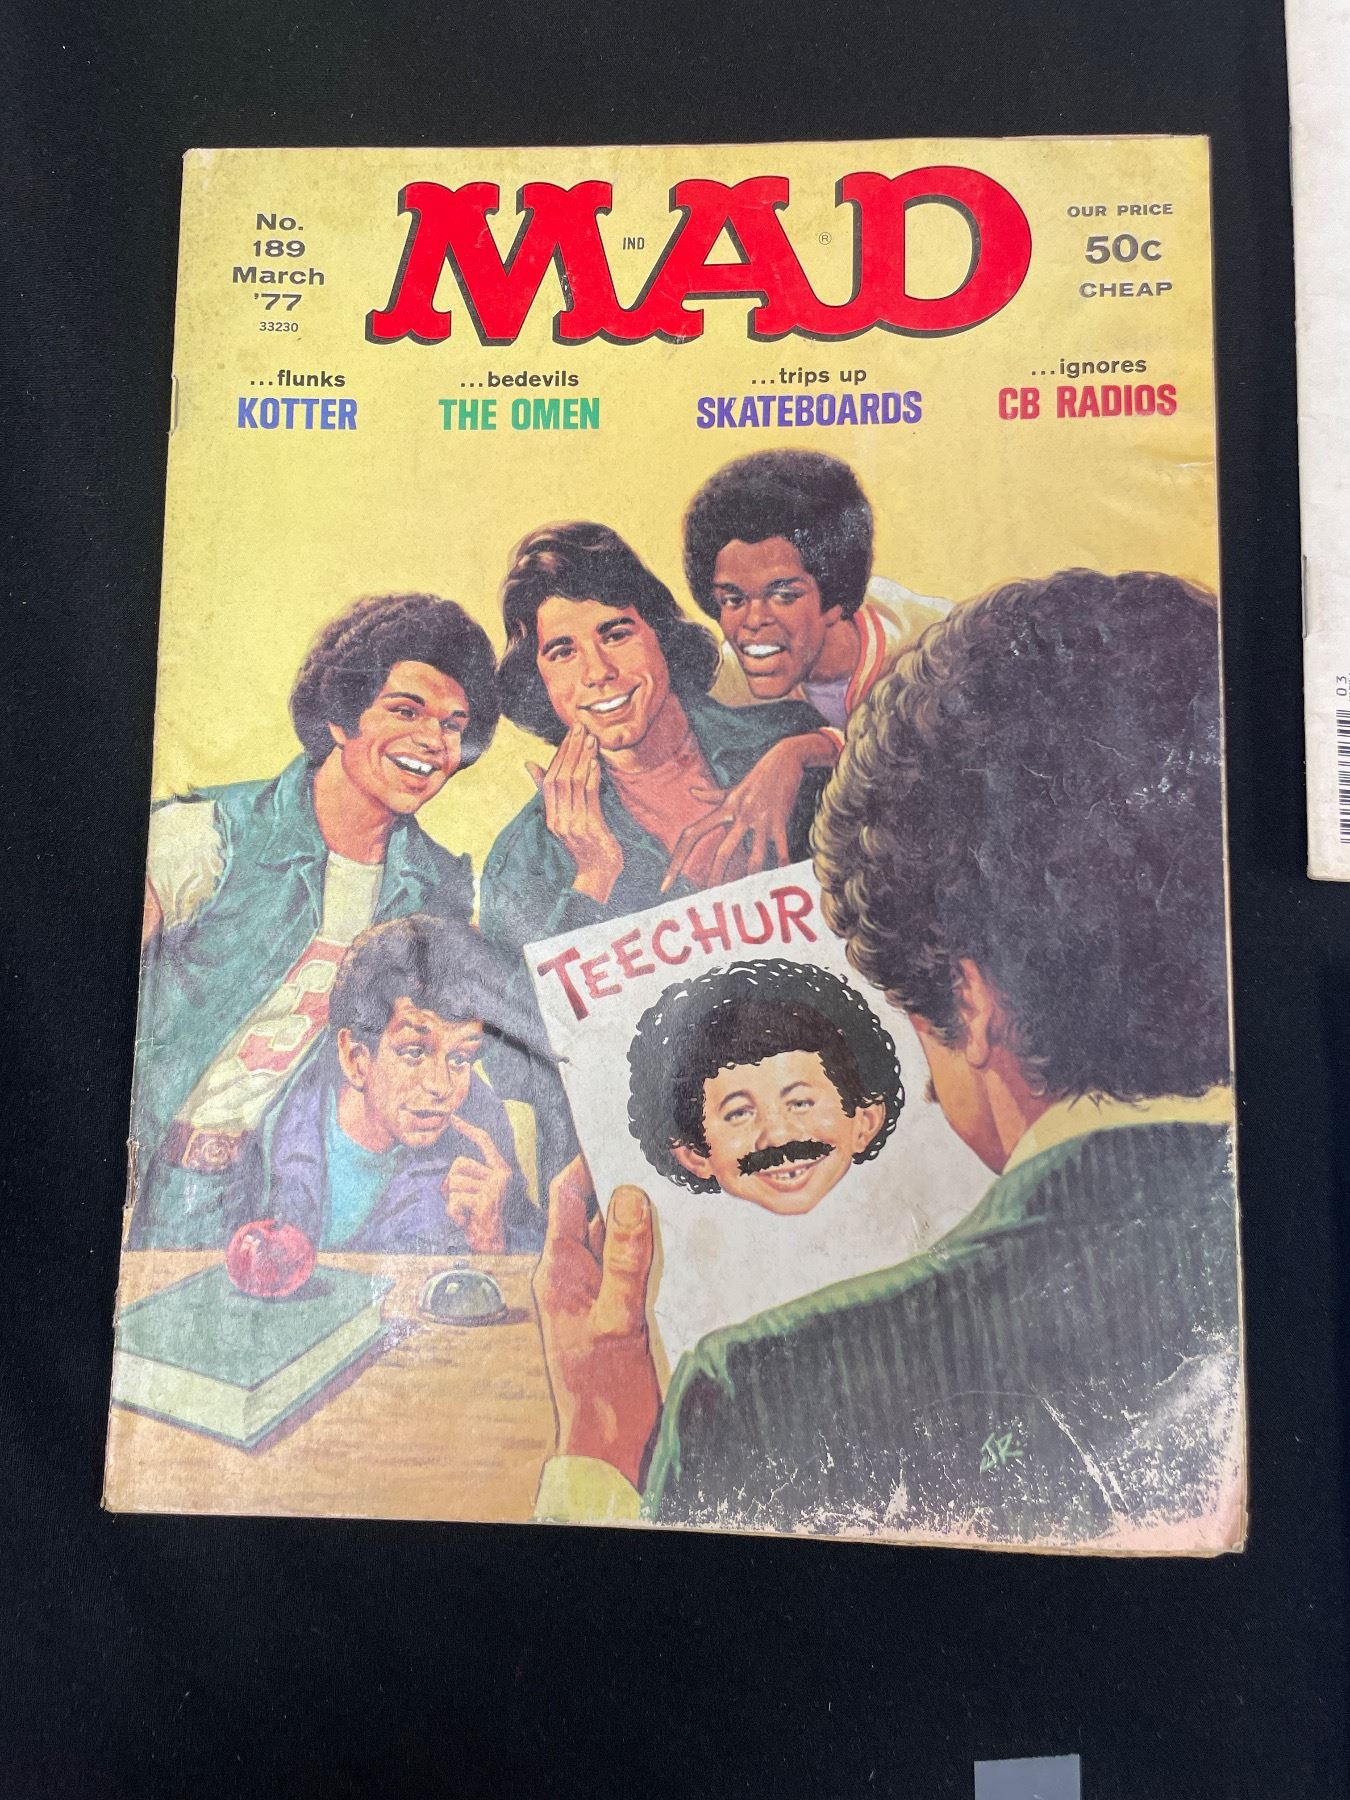 No.
189
March
'77
33230
MAD
IND
®
OUR PRICE
50c
CHEAP
...flunks
KOTTER
...bedevils
THE OMEN
...trips up
SKATEBOARDS
...ignores
CB RADIOS
TEECHUR
JR.
03